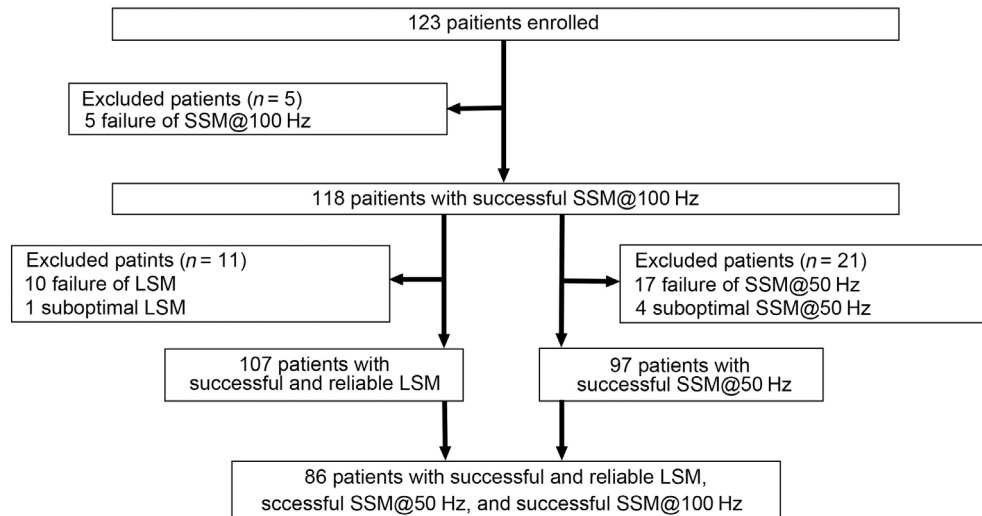 123 paitients enrolled
Excluded patients (n = 5)
5 failure of SSM@100 Hz
118 paitients with successful SSM@100 Hz
Excluded patints (n = 11)
10 failure of LSM
1 suboptimal LSM
Excluded patients (n = 21)
17 failure of SSM@50 Hz
4 suboptimal SSM@50 Hz
107 patients with
successful and reliable LSM
97 patients with
successful SSM@50 Hz
86 patients with successful and reliable LSM,
sccessful SSM@50 Hz, and successful SSM@100 Hz